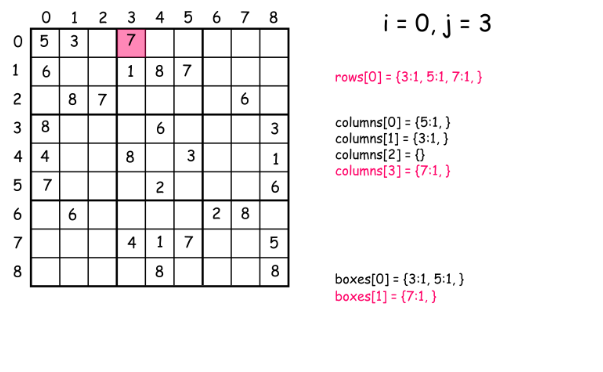 0 1 2 3 4 5 6 7 8
i = 0, j = 3
0 5 3 7
1 6 1 8 7
rows[0] = {3:1, 5:1, 7:1, }
2 8 7 6
3 8 6 3
columns[0] = {5:1, }
columns[1] = {3:1, }
columns[2] = {}
columns[3] = {7:1, }
4 4 8 3 1
5 7 2 6
6 6 2 8
7 4 1 7 5
8 8 8
boxes[0] = {3:1, 5:1, }
boxes[1] = {7:1, }